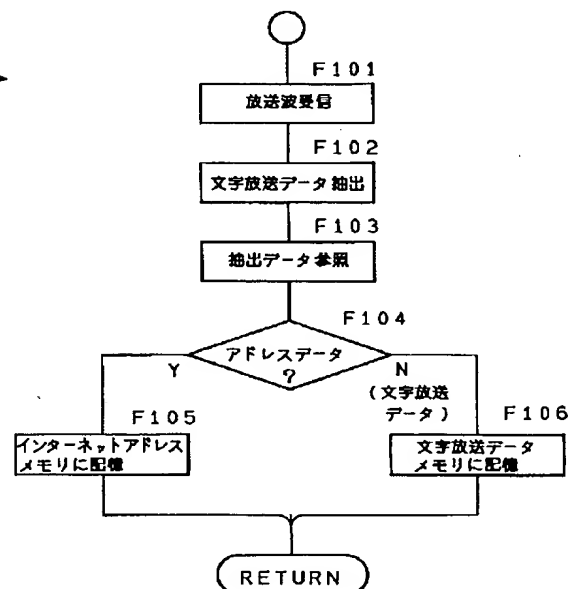 F101
放送波受信
F102
文字放送データ抽出
F103
抽出データ参照
F104
アドレスデータ
?
Y
N
(文字放送
データ)
F105
インターネットアドレス
メモリに記憶
F106
文字放送データ
メモリに記憶
RETURN